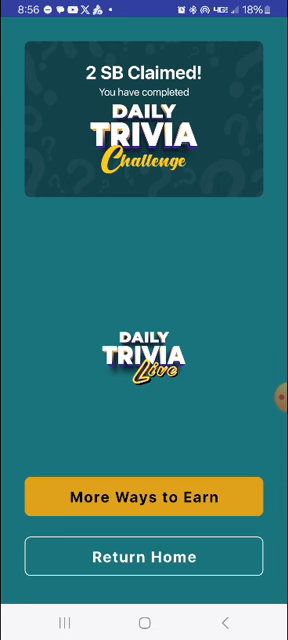 8:56
18%
2 SB Claimed!
You have completed
DAILY
TRIVIA
Challenge
DAILY
TRIVIA
Live
More Ways to Earn
Return Home